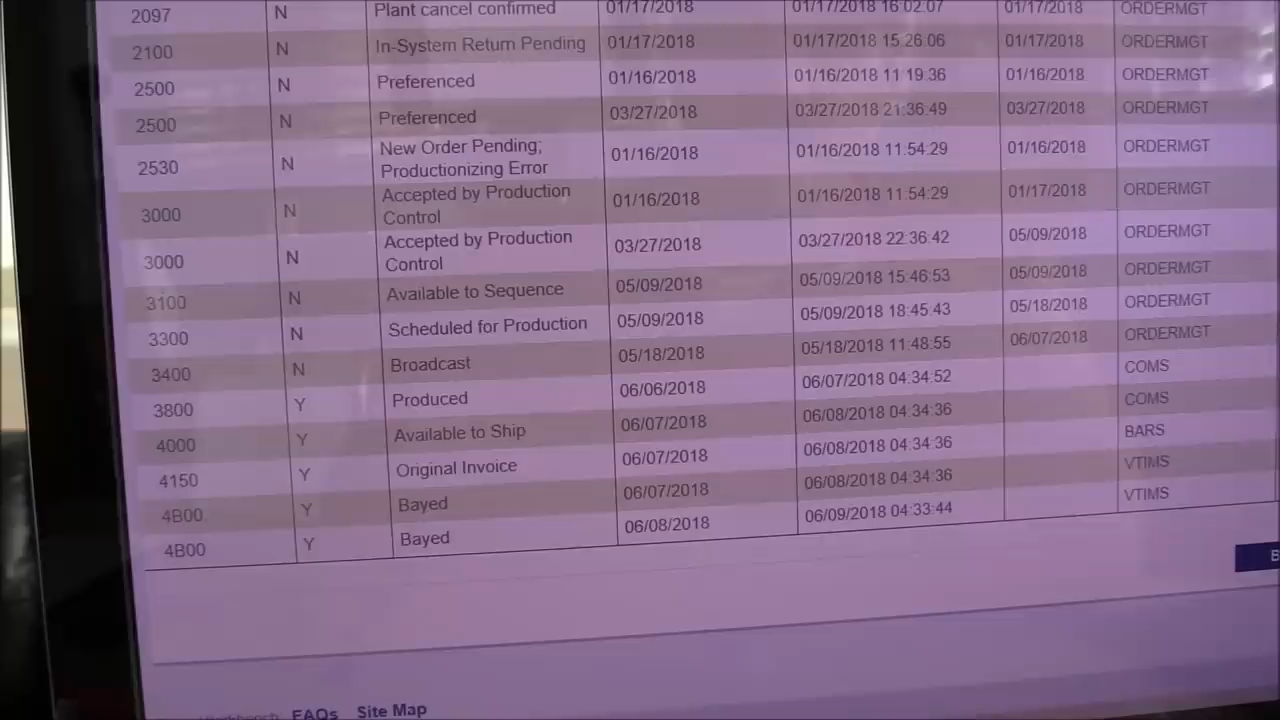 2097 N Plant cancel confirmed 01/17/2018 01/17/2018 16:02:07 01/17/2018 ORDERMGT
2100 N In-System Return Pending 01/17/2018 01/17/2018 15:26:06 01/17/2018 ORDERMGT
2500 N Preferenced 01/16/2018 01/16/2018 11:19:36 01/16/2018 ORDERMGT
2500 N Preferenced 03/27/2018 03/27/2018 21:36:49 03/27/2018 ORDERMGT
2530 N New Order Pending; 01/16/2018 01/16/2018 11:54:29 01/16/2018 ORDERMGT
Productionizing Error
3000 N Accepted by Production 01/16/2018 01/16/2018 11:54:29 01/17/2018 ORDERMGT
Control
3000 N Accepted by Production 03/27/2018 03/27/2018 22:36:42 05/09/2018 ORDERMGT
Control
3100 N Available to Sequence 05/09/2018 05/09/2018 15:46:53 05/09/2018 ORDERMGT
3300 N Scheduled for Production 05/09/2018 05/09/2018 18:45:43 05/18/2018 ORDERMGT
3400 N Broadcast 05/18/2018 05/18/2018 11:48:55 06/07/2018 ORDERMGT
3800 Y Produced 06/06/2018 06/07/2018 04:34:52 COMS
4000 Y Available to Ship 06/07/2018 06/08/2018 04:34:36 COMS
4150 Y Original Invoice 06/07/2018 06/08/2018 04:34:36 BARS
4B00 Y Bayed 06/07/2018 06/08/2018 04:34:36 VTIMS
4B00 Y Bayed 06/08/2018 06/09/2018 04:33:44 VTIMS
FAQs Site Map